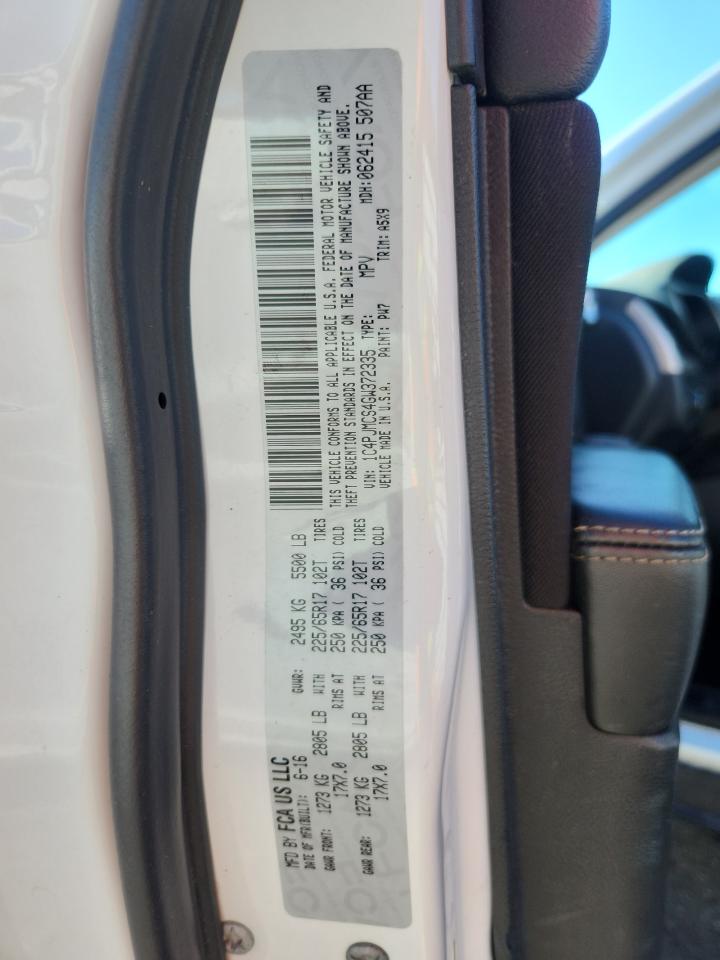 MFD BY FCA US LLC
DATE OF MFR(BUILT): 6-16 GVWR: 2495 KG 5500 LB
GAWR FRONT: 1273 KG 2805 LB WITH 225/65R17 102T TIRES
17X7.0 RIMS AT 250 KPA ( 36 PSI) COLD
GAWR REAR: 1273 KG 2805 LB WITH 225/65R17 102T TIRES
17X7.0 RIMS AT 250 KPA ( 36 PSI) COLD
THIS VEHICLE CONFORMS TO ALL APPLICABLE U.S.A. FEDERAL MOTOR VEHICLE SAFETY AND
THEFT PREVENTION STANDARDS IN EFFECT ON THE DATE OF MANUFACTURE SHOWN ABOVE.
VIN: 1C4PJMCS4GW372335 TYPE: MPV MDH:062415 507AA
VEHICLE MADE IN U.S.A. PAINT: PW7 TRIM: A5X9